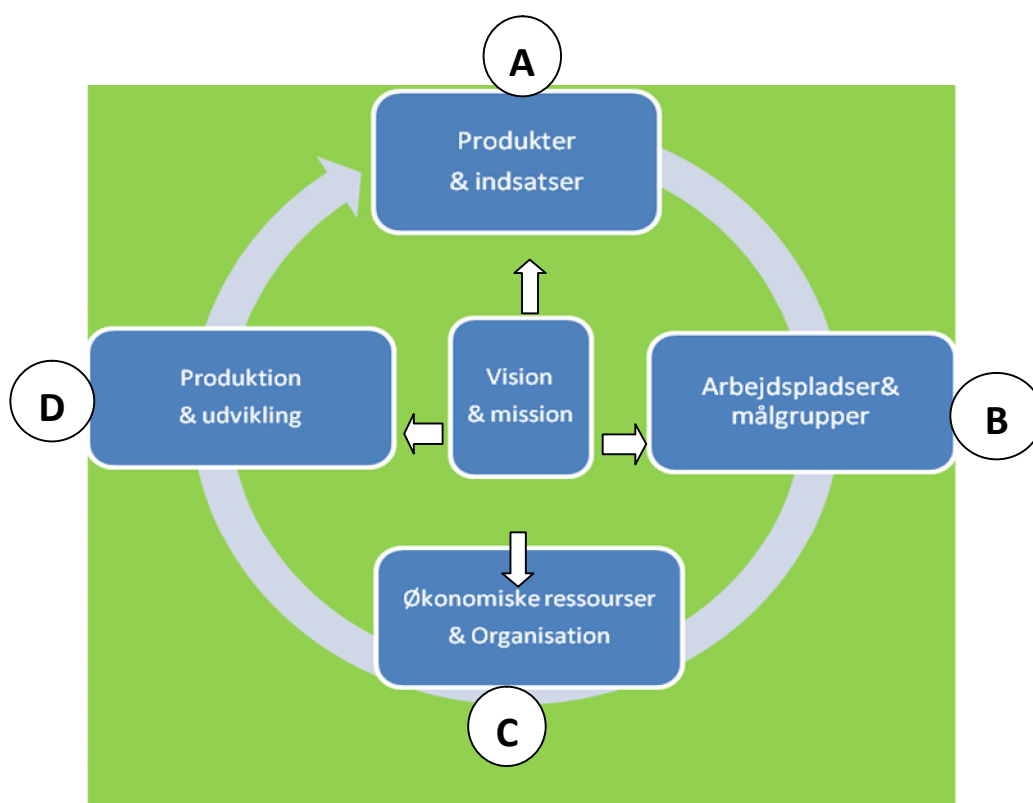 A
Produkter
& indsatser
D
Produktion
& udvikling
Vision
& mission
Arbejdspladser&
målgrupper
B
Økonomiske ressourser
& Organisation
C